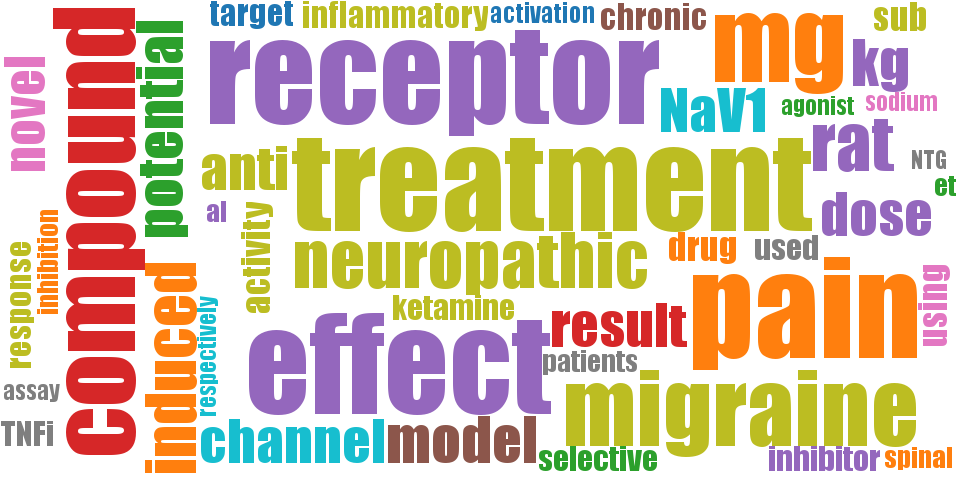 target
inflammatory
activation
chronic
sub
mg
kg
novel
compound
potential
receptor
NaV1
agonist
sodium
rat
NTG
anti
treatment
et
al
dose
activity
neuropathic
drug
used
response
inhibition
induced
respectively
ketamine
effect
result
pain
using
patients
assay
TNFi
migraine
channel
model
selective
inhibitor
spinal